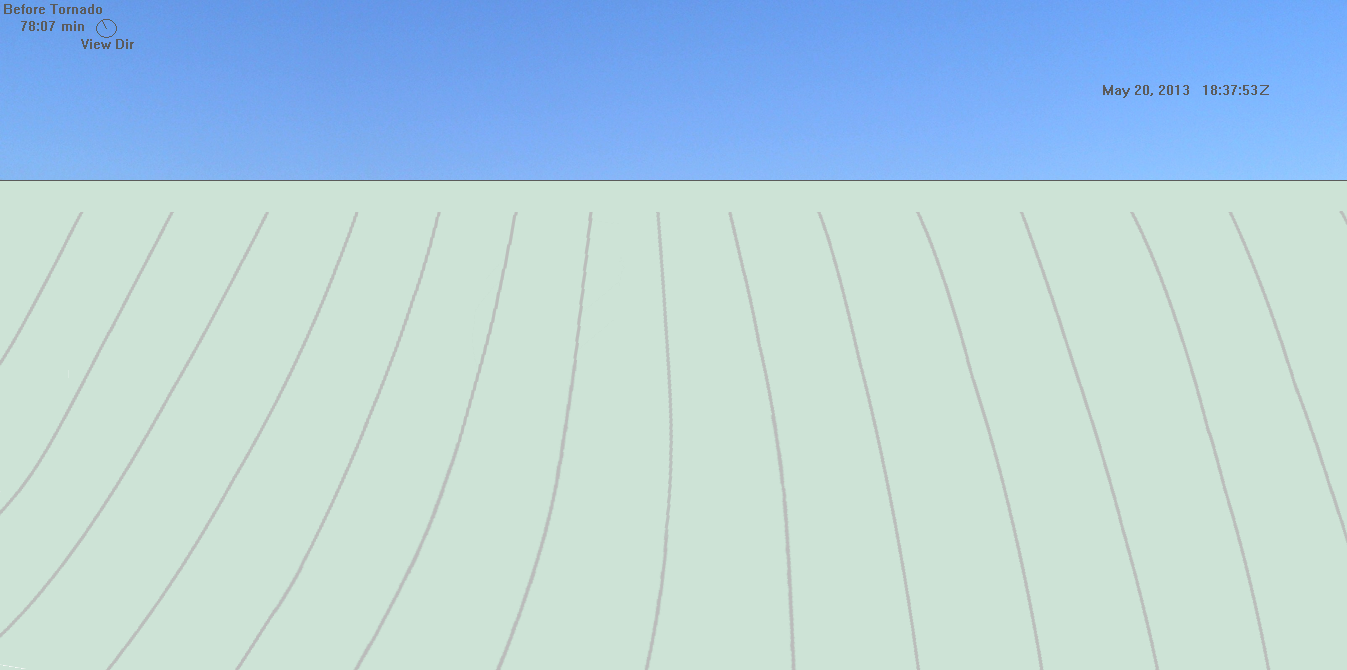 Before Tornado
78:07 min
View Dir
May 20, 2013 18:37:53Z